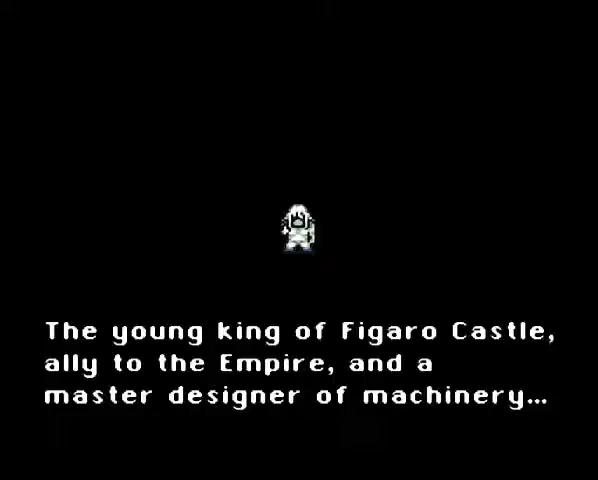 The young king of Figaro Castle,
ally to the Empire, and a
master designer of machinery…